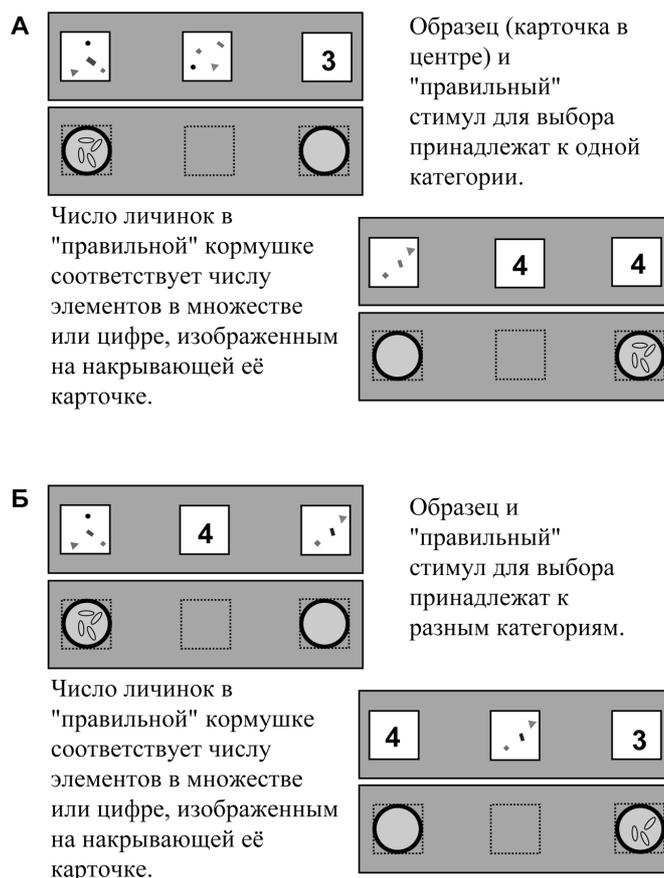 А
3
Образец (карточка в
центре) и
"правильный"
стимул для выбора
принадлежат к одной
категории.
Число личинок в
"правильной" кормушке
соответствует числу
элементов в множестве
или цифре, изображенным
на накрывающей её
карточке.
4 4
Б
4
Образец и
"правильный"
стимул для выбора
принадлежат к
разным категориям.
Число личинок в
"правильной" кормушке
соответствует числу
элементов в множестве
или цифре, изображенным
на накрывающей её
карточке.
4 3